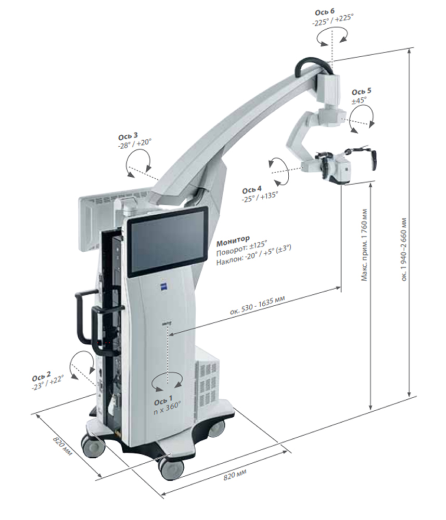 Ось 6
-225° / +225°
Ось 5
±45°
Ось 3
-28° / +20°
Ось 4
-25° / +135°
Монитор
Поворот: ±125°
Наклон: -20° / +5° (±3°)
Макс. прим. 1 760 мм
ок. 1 940-2 660 мм
ок. 530 - 1635 мм
ZEISS
Ось 2
-23° / +22°
Ось 1
n x 360°
820 мм
820 мм